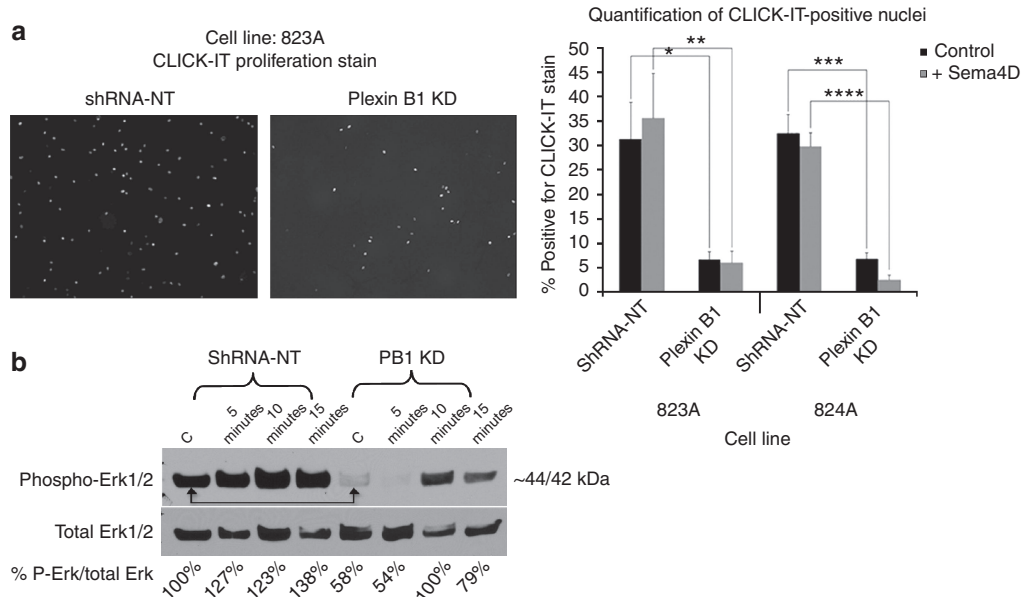 a
Cell line: 823A
CLICK-IT proliferation stain
shRNA-NT
Plexin B1 KD
Quantification of CLICK-IT-positive nuclei
% Positive for CLICK-IT stain
50
45
40
35
30
25
20
15
10
5
0
*
**
***
****
Control
+ Sema4D
ShRNA-NT
Plexin B1 KD
ShRNA-NT
Plexin B1 KD
823A
824A
Cell line
b
ShRNA-NT
PB1 KD
C
5 minutes
10 minutes
15 minutes
C
5 minutes
10 minutes
15 minutes
Phospho-Erk1/2
~44/42 kDa
Total Erk1/2
% P-Erk/total Erk
100%
127%
123%
138%
58%
54%
100%
79%